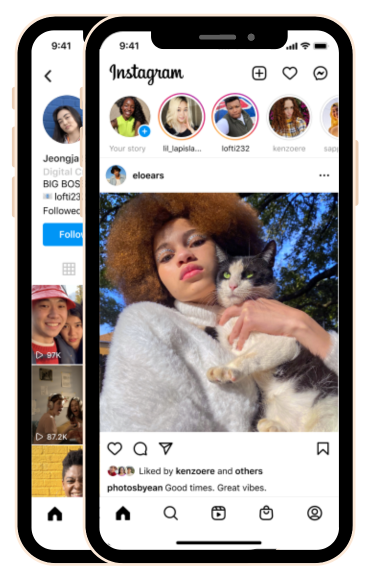 9:41
Jeongja
Digital C
BIG BOS
lofti23
Followed
Follow
97K
87.2K
9:41
Instagram
Your story
lil_lapisla...
lofti232
kenzoere
sapp
eloears
Liked by kenzoere and others
photosbyean Good times. Great vibes.